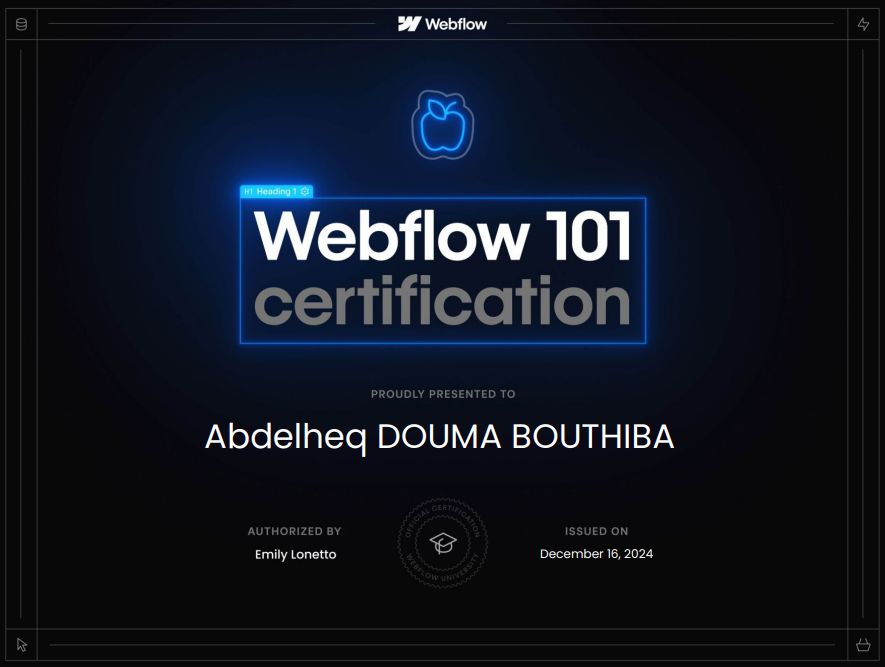 Webflow
H1 Heading 1
Webflow 101
certification
PROUDLY PRESENTED TO
Abdelheq DOUMA BOUTHIBA
AUTHORIZED BY
Emily Lonetto
OFFICIAL CERTIFICATION
WEBFLOW UNIVERSITY
ISSUED ON
December 16, 2024